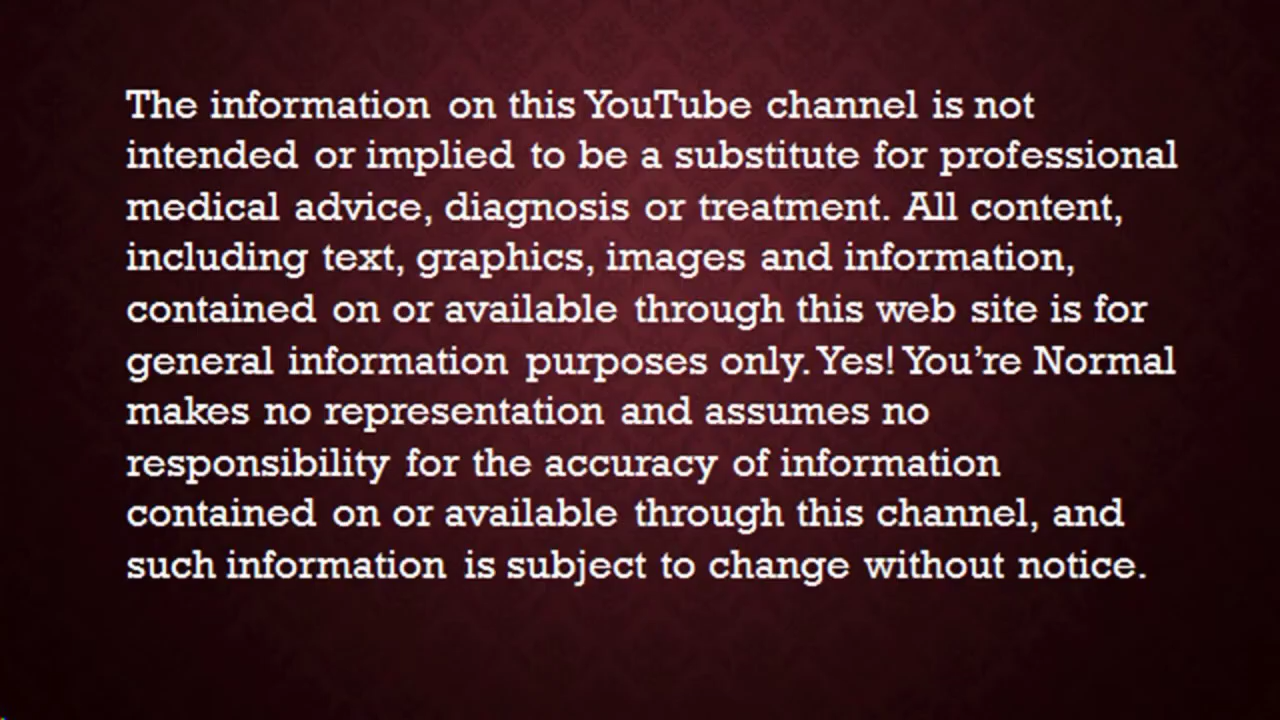 The information on this YouTube channel is not
intended or implied to be a substitute for professional
medical advice, diagnosis or treatment. All content,
including text, graphics, images and information,
contained on or available through this web site is for
general information purposes only. Yes! You’re Normal
makes no representation and assumes no
responsibility for the accuracy of information
contained on or available through this channel, and
such information is subject to change without notice.